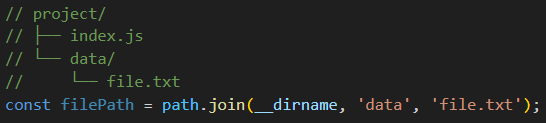 // project/
// ├── index.js
// └── data/
//     └── file.txt
const filePath = path.join(__dirname, 'data', 'file.txt');